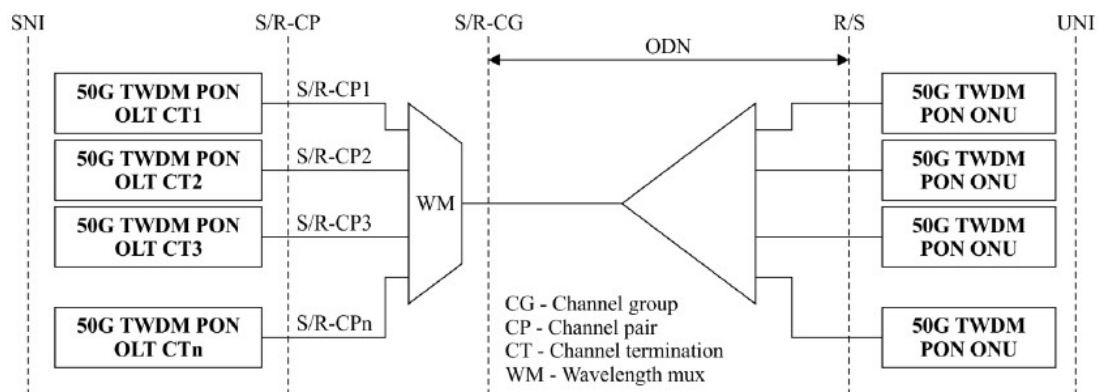 SNI
S/R-CP
S/R-CG
R/S
UNI
ODN
50G TWDM PON
OLT CT1
S/R-CP1
50G TWDM
PON ONU
50G TWDM PON
OLT CT2
S/R-CP2
WM
50G TWDM
PON ONU
50G TWDM PON
OLT CT3
S/R-CP3
50G TWDM
PON ONU
50G TWDM PON
OLT CTn
S/R-CPn
50G TWDM
PON ONU
CG - Channel group
CP - Channel pair
CT - Channel termination
WM - Wavelength mux